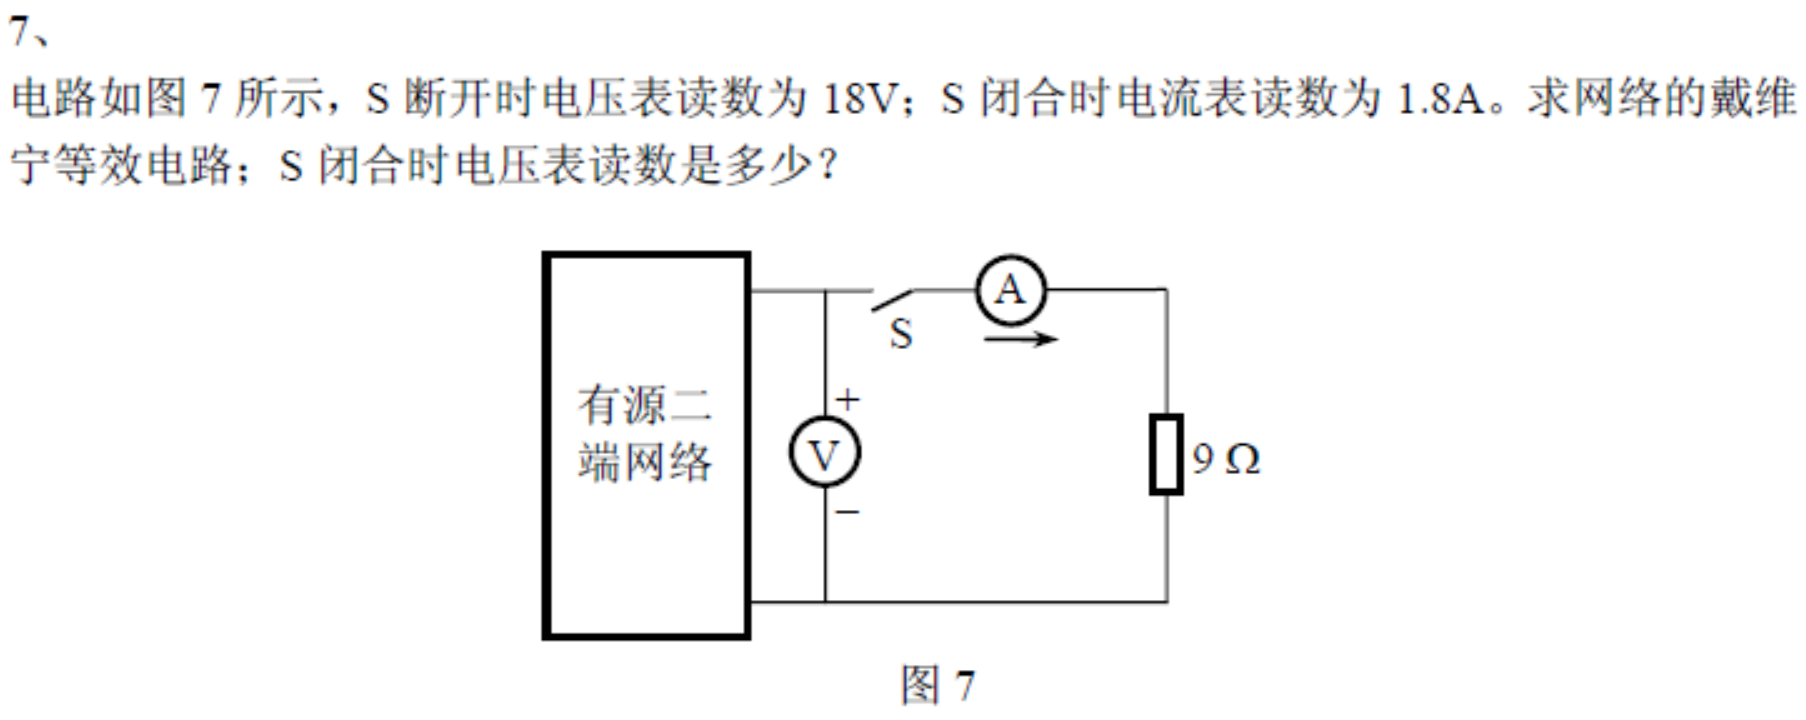 7、
电路如图 7 所示，S 断开时电压表读数为 18V；S 闭合时电流表读数为 1.8A。求网络的戴维
宁等效电路；S 闭合时电压表读数是多少？
A
S
有源二
端网络
+
V
−
9 Ω
图 7